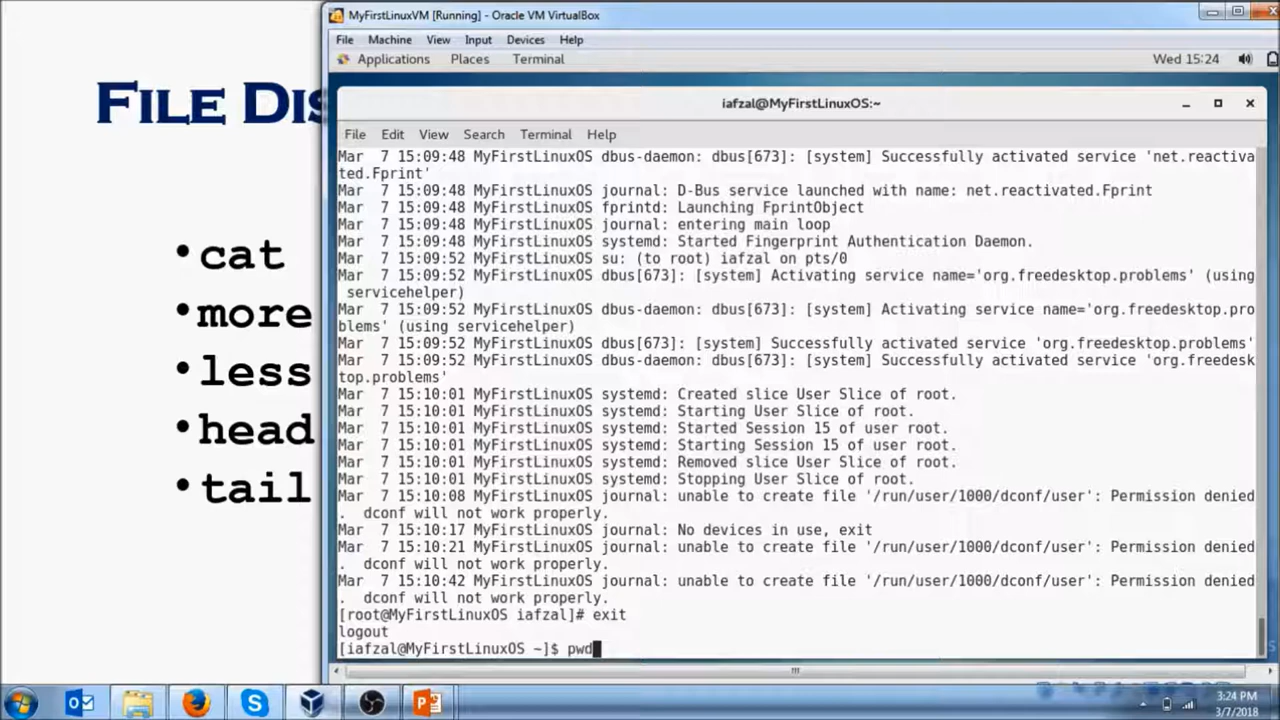 FILE DIS
•cat
•more
•less
•head
•tail
MyFirstLinuxVM [Running] - Oracle VM VirtualBox
File Machine View Input Devices Help
Applications Places Terminal Wed 15:24
iafzal@MyFirstLinuxOS:~
File Edit View Search Terminal Help
Mar  7 15:09:48 MyFirstLinuxOS dbus-daemon: dbus[673]: [system] Successfully activated service 'net.reactiva
ted.Fprint'
Mar  7 15:09:48 MyFirstLinuxOS journal: D-Bus service launched with name: net.reactivated.Fprint
Mar  7 15:09:48 MyFirstLinuxOS fprintd: Launching FprintObject
Mar  7 15:09:48 MyFirstLinuxOS journal: entering main loop
Mar  7 15:09:48 MyFirstLinuxOS systemd: Started Fingerprint Authentication Daemon.
Mar  7 15:09:52 MyFirstLinuxOS su: (to root) iafzal on pts/0
Mar  7 15:09:52 MyFirstLinuxOS dbus[673]: [system] Activating service name='org.freedesktop.problems' (using
 servicehelper)
Mar  7 15:09:52 MyFirstLinuxOS dbus-daemon: dbus[673]: [system] Activating service name='org.freedesktop.pro
blems' (using servicehelper)
Mar  7 15:09:52 MyFirstLinuxOS dbus[673]: [system] Successfully activated service 'org.freedesktop.problems'
Mar  7 15:09:52 MyFirstLinuxOS dbus-daemon: dbus[673]: [system] Successfully activated service 'org.freedesk
top.problems'
Mar  7 15:10:01 MyFirstLinuxOS systemd: Created slice User Slice of root.
Mar  7 15:10:01 MyFirstLinuxOS systemd: Starting User Slice of root.
Mar  7 15:10:01 MyFirstLinuxOS systemd: Started Session 15 of user root.
Mar  7 15:10:01 MyFirstLinuxOS systemd: Starting Session 15 of user root.
Mar  7 15:10:01 MyFirstLinuxOS systemd: Removed slice User Slice of root.
Mar  7 15:10:01 MyFirstLinuxOS systemd: Stopping User Slice of root.
Mar  7 15:10:08 MyFirstLinuxOS journal: unable to create file '/run/user/1000/dconf/user': Permission denied
.  dconf will not work properly.
Mar  7 15:10:17 MyFirstLinuxOS journal: No devices in use, exit
Mar  7 15:10:21 MyFirstLinuxOS journal: unable to create file '/run/user/1000/dconf/user': Permission denied
.  dconf will not work properly.
Mar  7 15:10:42 MyFirstLinuxOS journal: unable to create file '/run/user/1000/dconf/user': Permission denied
.  dconf will not work properly.
[root@MyFirstLinuxOS iafzal]# exit
logout
[iafzal@MyFirstLinuxOS ~]$ pwd
3:24 PM
3/7/2018